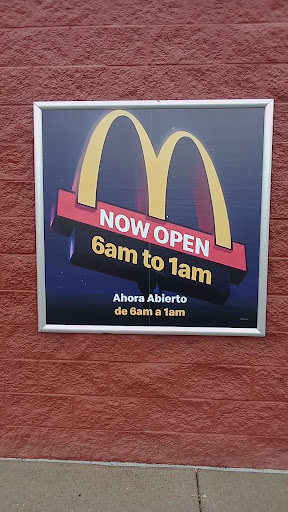 NOW OPEN
6am to 1am
Ahora Abierto
de 6am a 1am